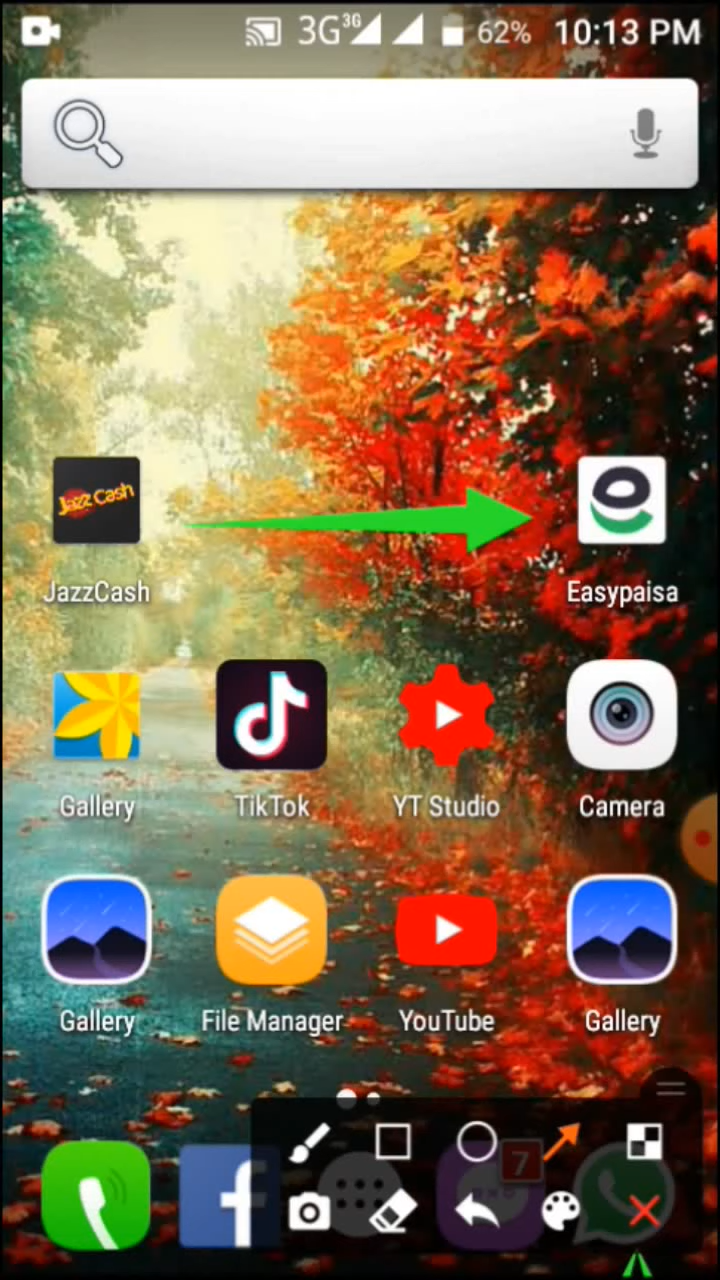 3G 3G 62% 10:13 PM
Jazz Cash
JazzCash Easypaisa
Gallery TikTok YT Studio Camera
Gallery File Manager YouTube Gallery
7